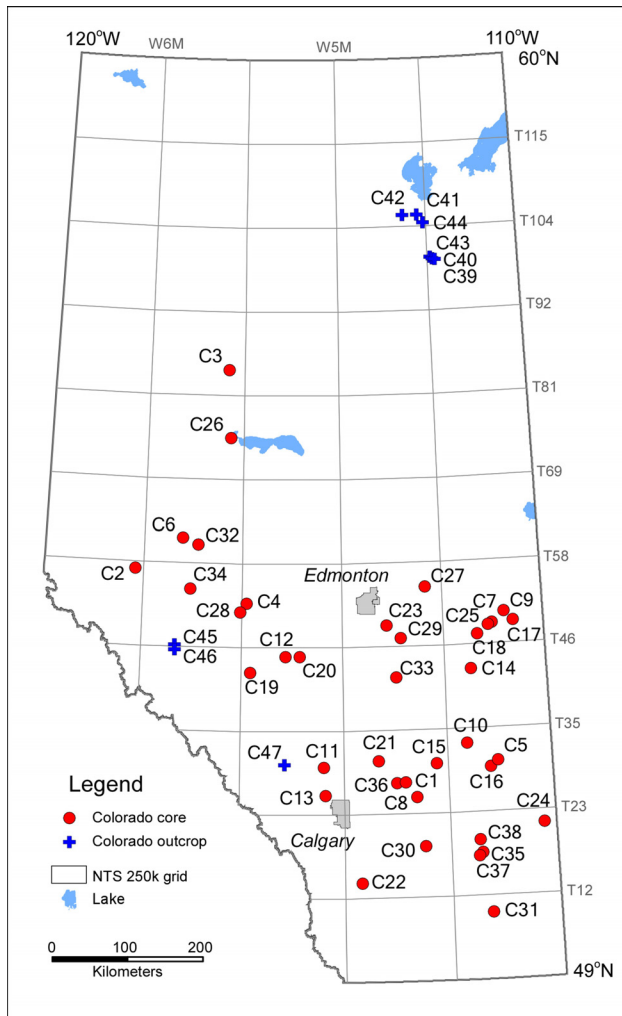 120°W
W6M
W5M
110°W
60°N
T115
C42
C41
C44
T104
C43
C40
C39
T92
C3
T81
C26
T69
C6
C32
T58
C2
C34
Edmonton
C27
C4
C28
C23
C7
C9
C25
C29
C17
T46
C45
C46
C12
C18
C20
C14
C19
C33
T35
C10
C47
C11
C21
C15
C5
C16
C36
C1
C13
C8
C24
T23
Calgary
C38
C30
C35
C37
C22
T12
C31
49°N
Legend
Colorado core
Colorado outcrop
NTS 250k grid
Lake
0 100 200
Kilometers